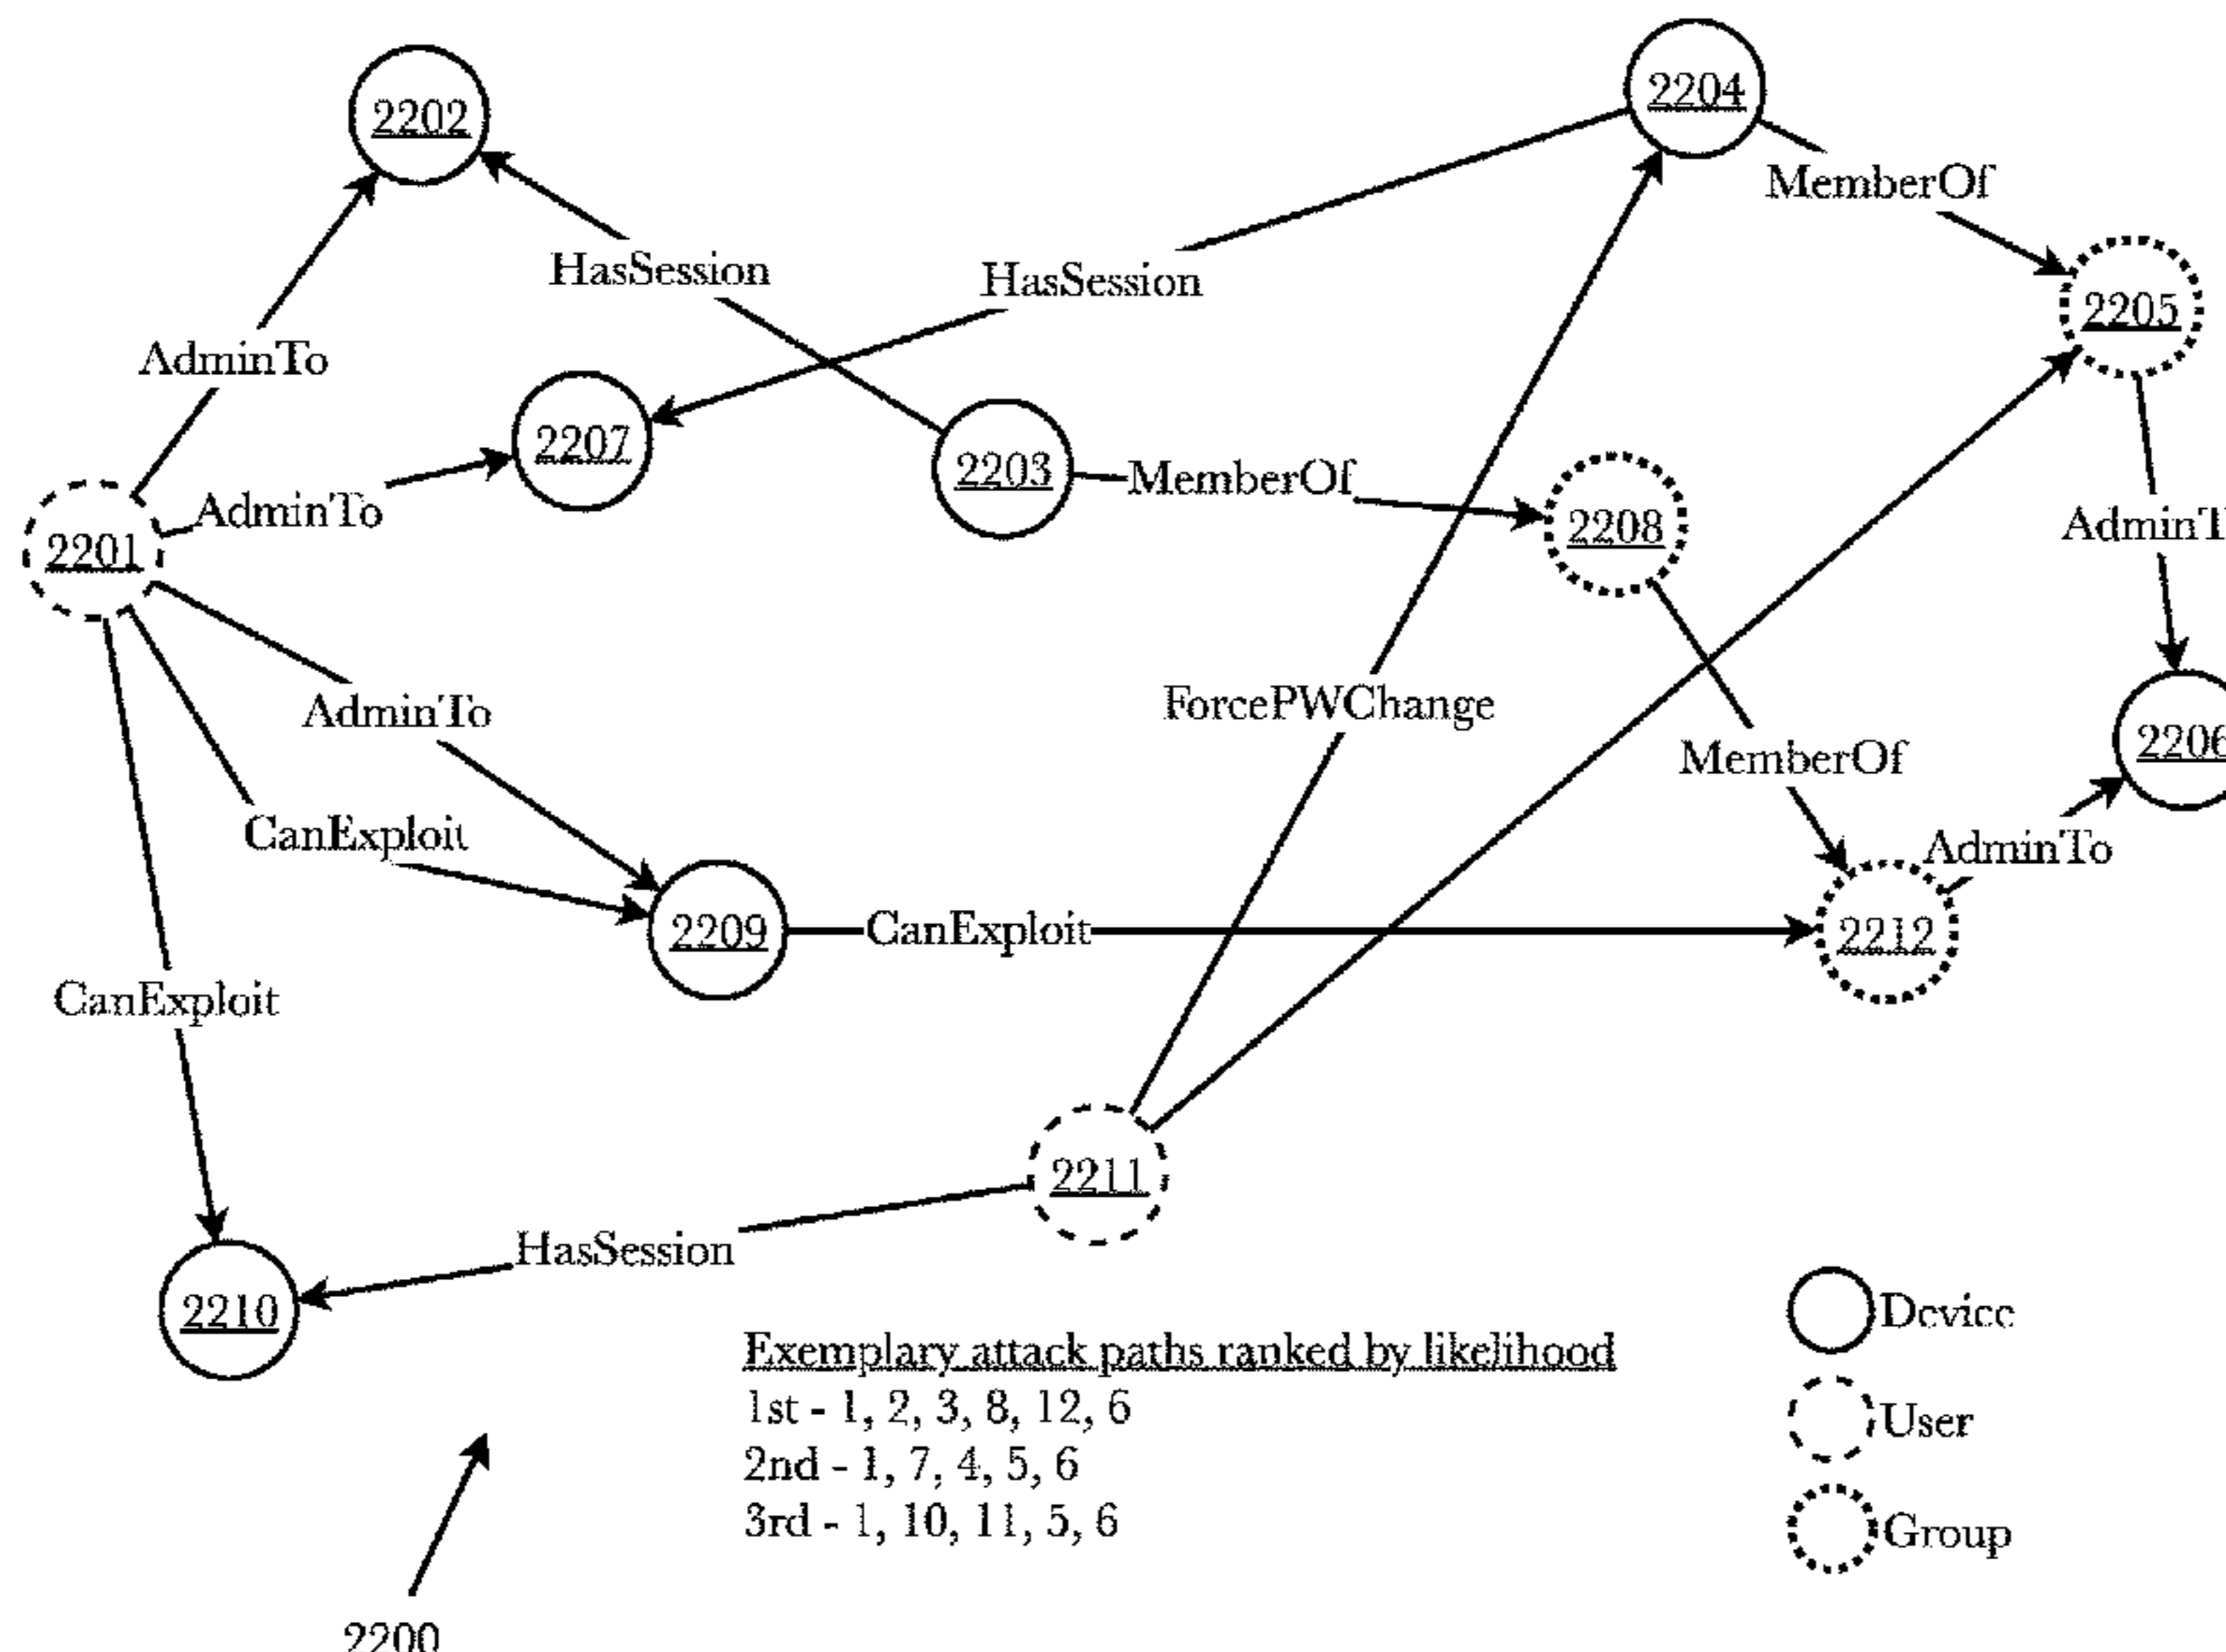 2204
2202
MemberOf
HasSession
HasSession
2205
AdminTo
2207
2203
MemberOf
AdminTo
2208
AdminT
2201
AdminTo
ForcePWChange
2206
MemberOf
CanExploit
AdminTo
2209
CanExploit
2212
CanExploit
2211
HasSession
2210
Device
Exemplary attack paths ranked by likelihood
1st - 1, 2, 3, 8, 12, 6
User
2nd - 1, 7, 4, 5, 6
3rd - 1, 10, 11, 5, 6
Group
2200